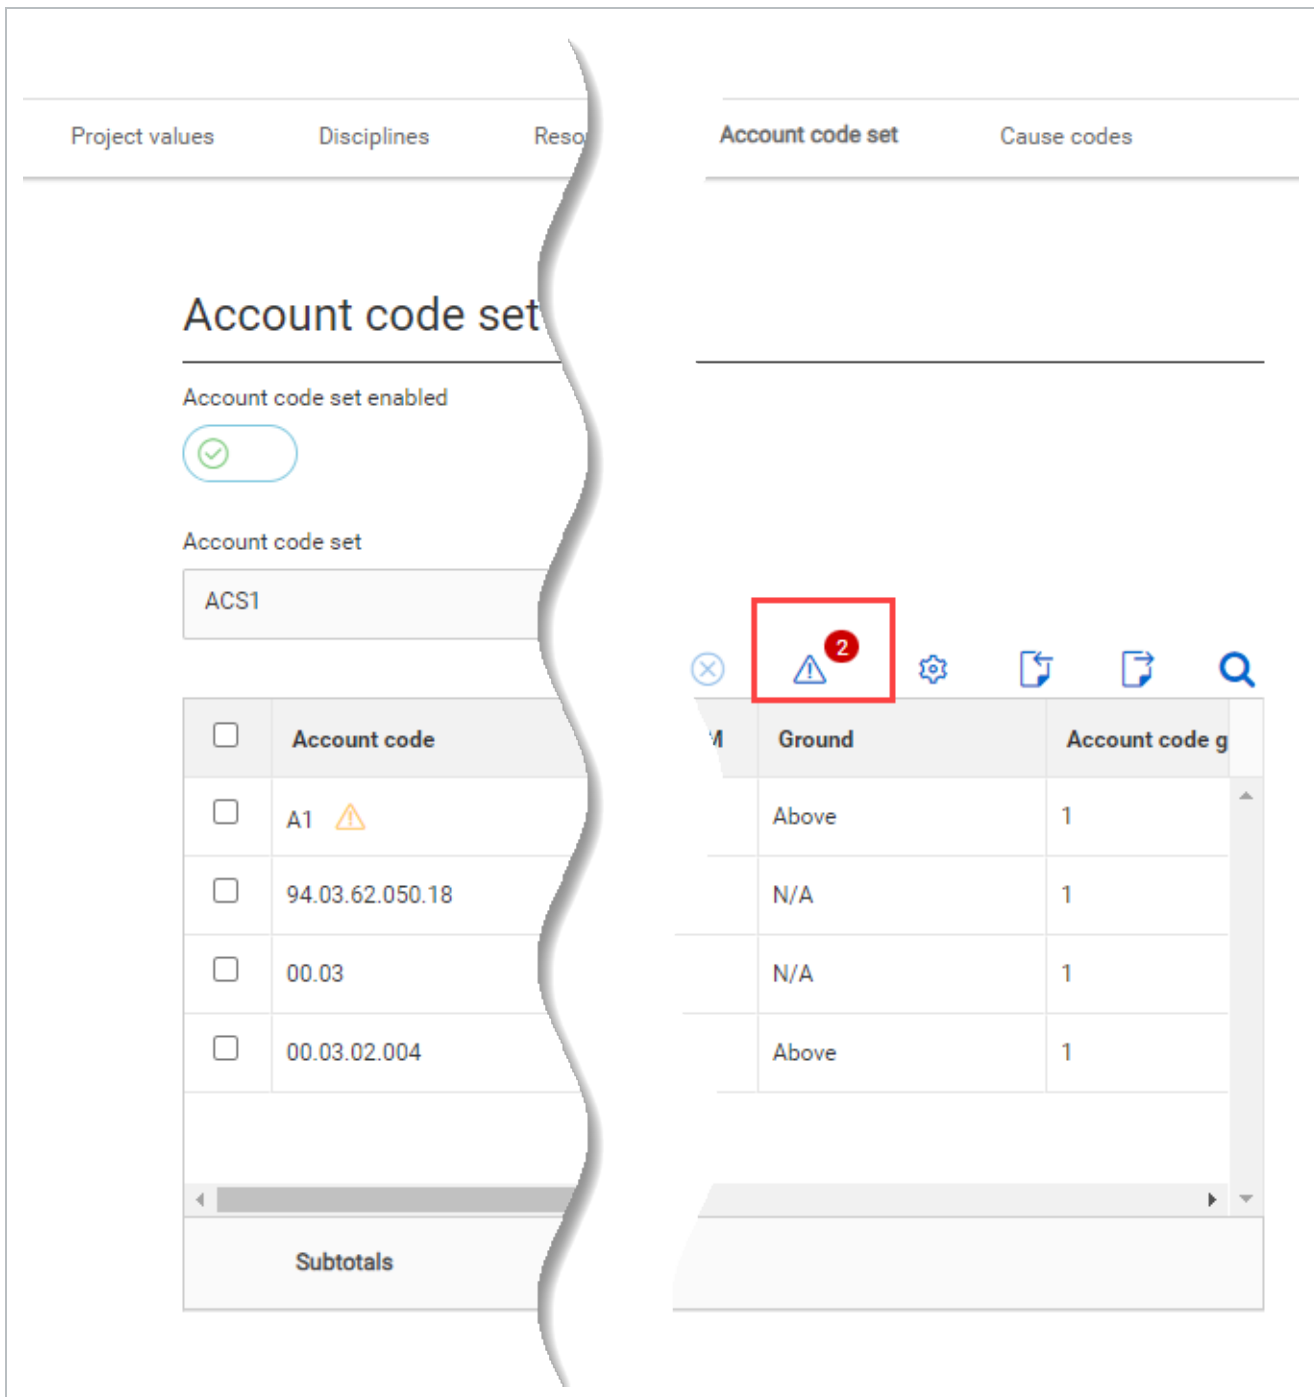 Project values Disciplines Account code set Cause codes
Account code set
Account code set enabled
Account code set
ACS1
2
Account code Ground Account code g
A1 Above 1
94.03.62.050.18 N/A 1
00.03 N/A 1
00.03.02.004 Above 1
Subtotals